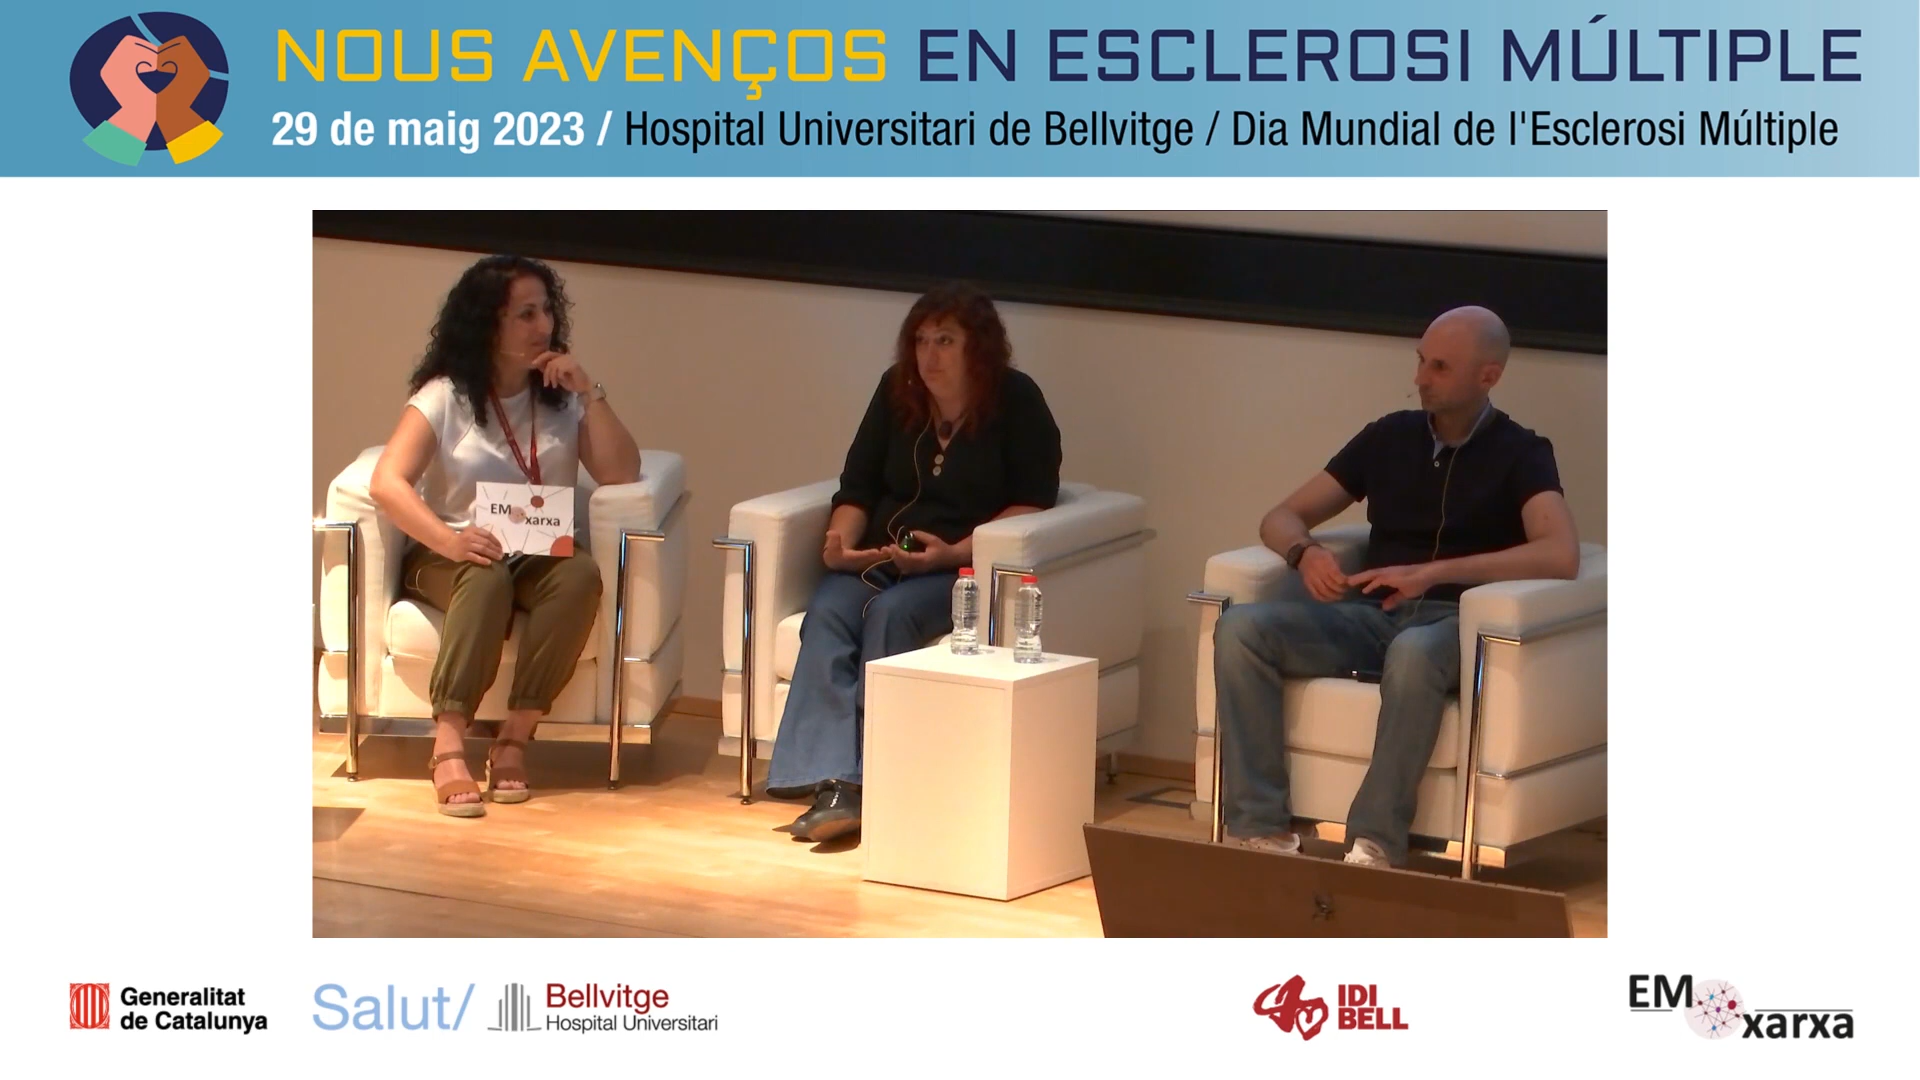 NOUS AVENÇOS EN ESCLEROSI MÚLTIPLE
29 de maig 2023 / Hospital Universitari de Bellvitge / Dia Mundial de l'Esclerosi Múltiple
EM
xarxa
Generalitat
de Catalunya
Salut/
Bellvitge
Hospital Universitari
IDI
BELL
EM
xarxa